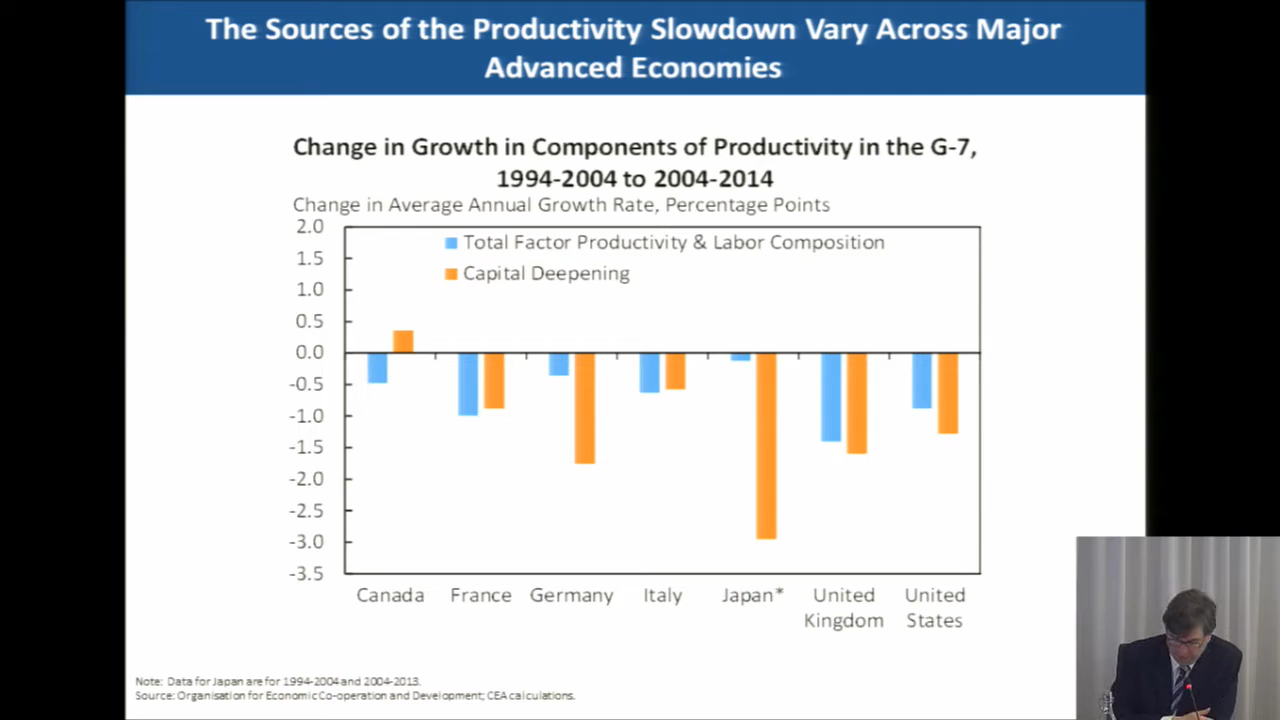 The Sources of the Productivity Slowdown Vary Across Major
Advanced Economies
Change in Growth in Components of Productivity in the G-7,
1994-2004 to 2004-2014
Change in Average Annual Growth Rate, Percentage Points
2.0
1.5
1.0
0.5
0.0
-0.5
-1.0
-1.5
-2.0
-2.5
-3.0
-3.5
Total Factor Productivity & Labor Composition
Capital Deepening
Canada
France
Germany
Italy
Japan*
United
Kingdom
United
States
Note: Data for Japan are for 1994-2004 and 2004-2013.
Source: Organisation for Economic Co-operation and Development; CEA calculations.